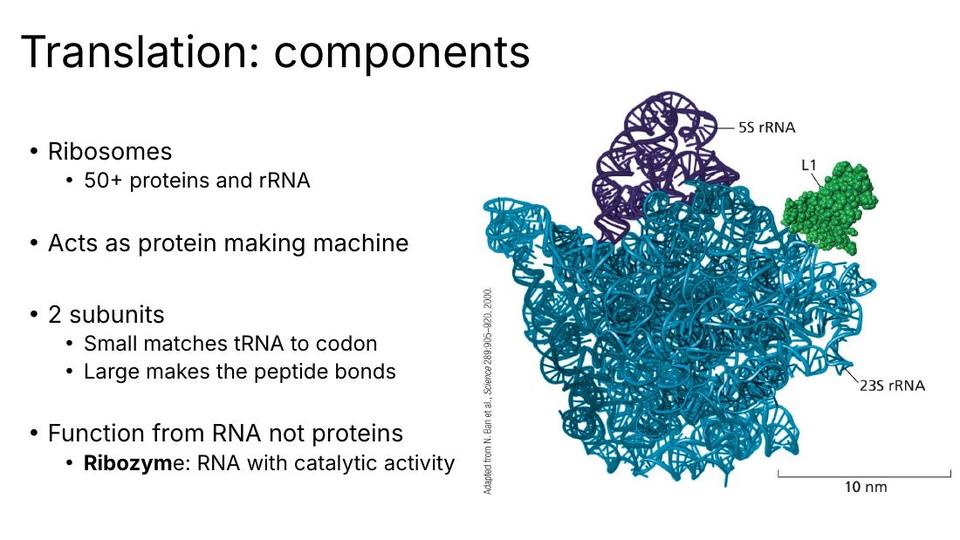 Translation: components
• Ribosomes
• 50+ proteins and rRNA
• Acts as protein making machine
• 2 subunits
• Small matches tRNA to codon
• Large makes the peptide bonds
• Function from RNA not proteins
• Ribozyme: RNA with catalytic activity
5S rRNA
L1
23S rRNA
10 nm
Adapted from N. Ban et al., Science 289:905–920, 2000.